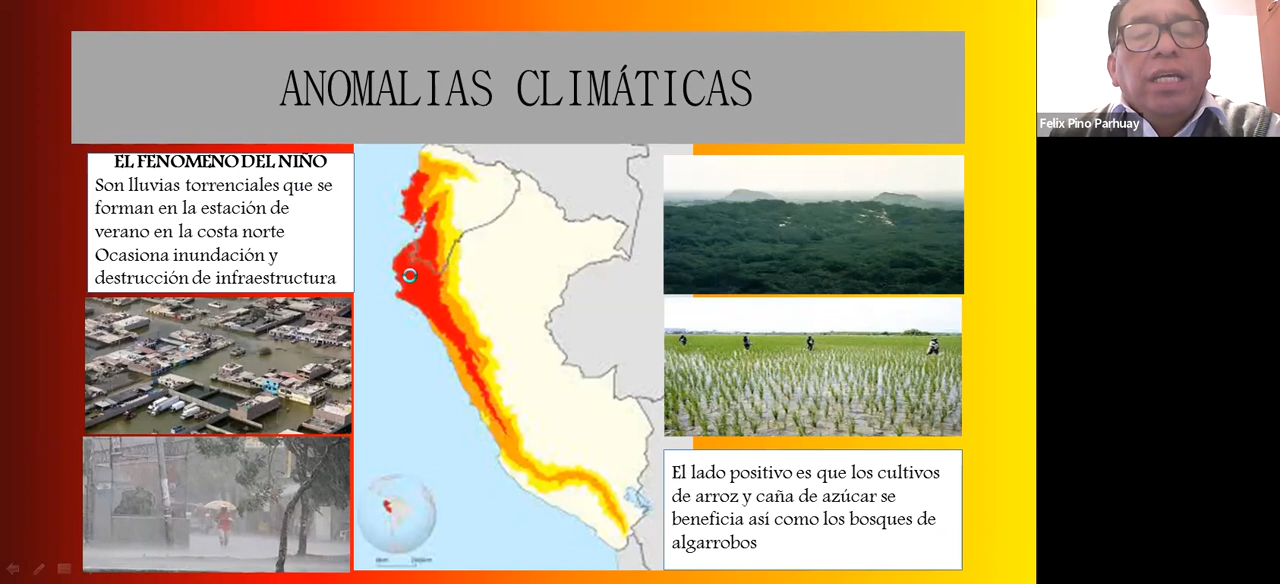 ANOMALIAS CLIMÁTICAS
Felix Pino Parhuay
EL FENOMENO DEL NIÑO
Son lluvias torrenciales que se
forman en la estación de
verano en la costa norte
Ocasiona inundación y
destrucción de infraestructura
El lado positivo es que los cultivos
de arroz y caña de azúcar se
beneficia así como los bosques de
algarrobos